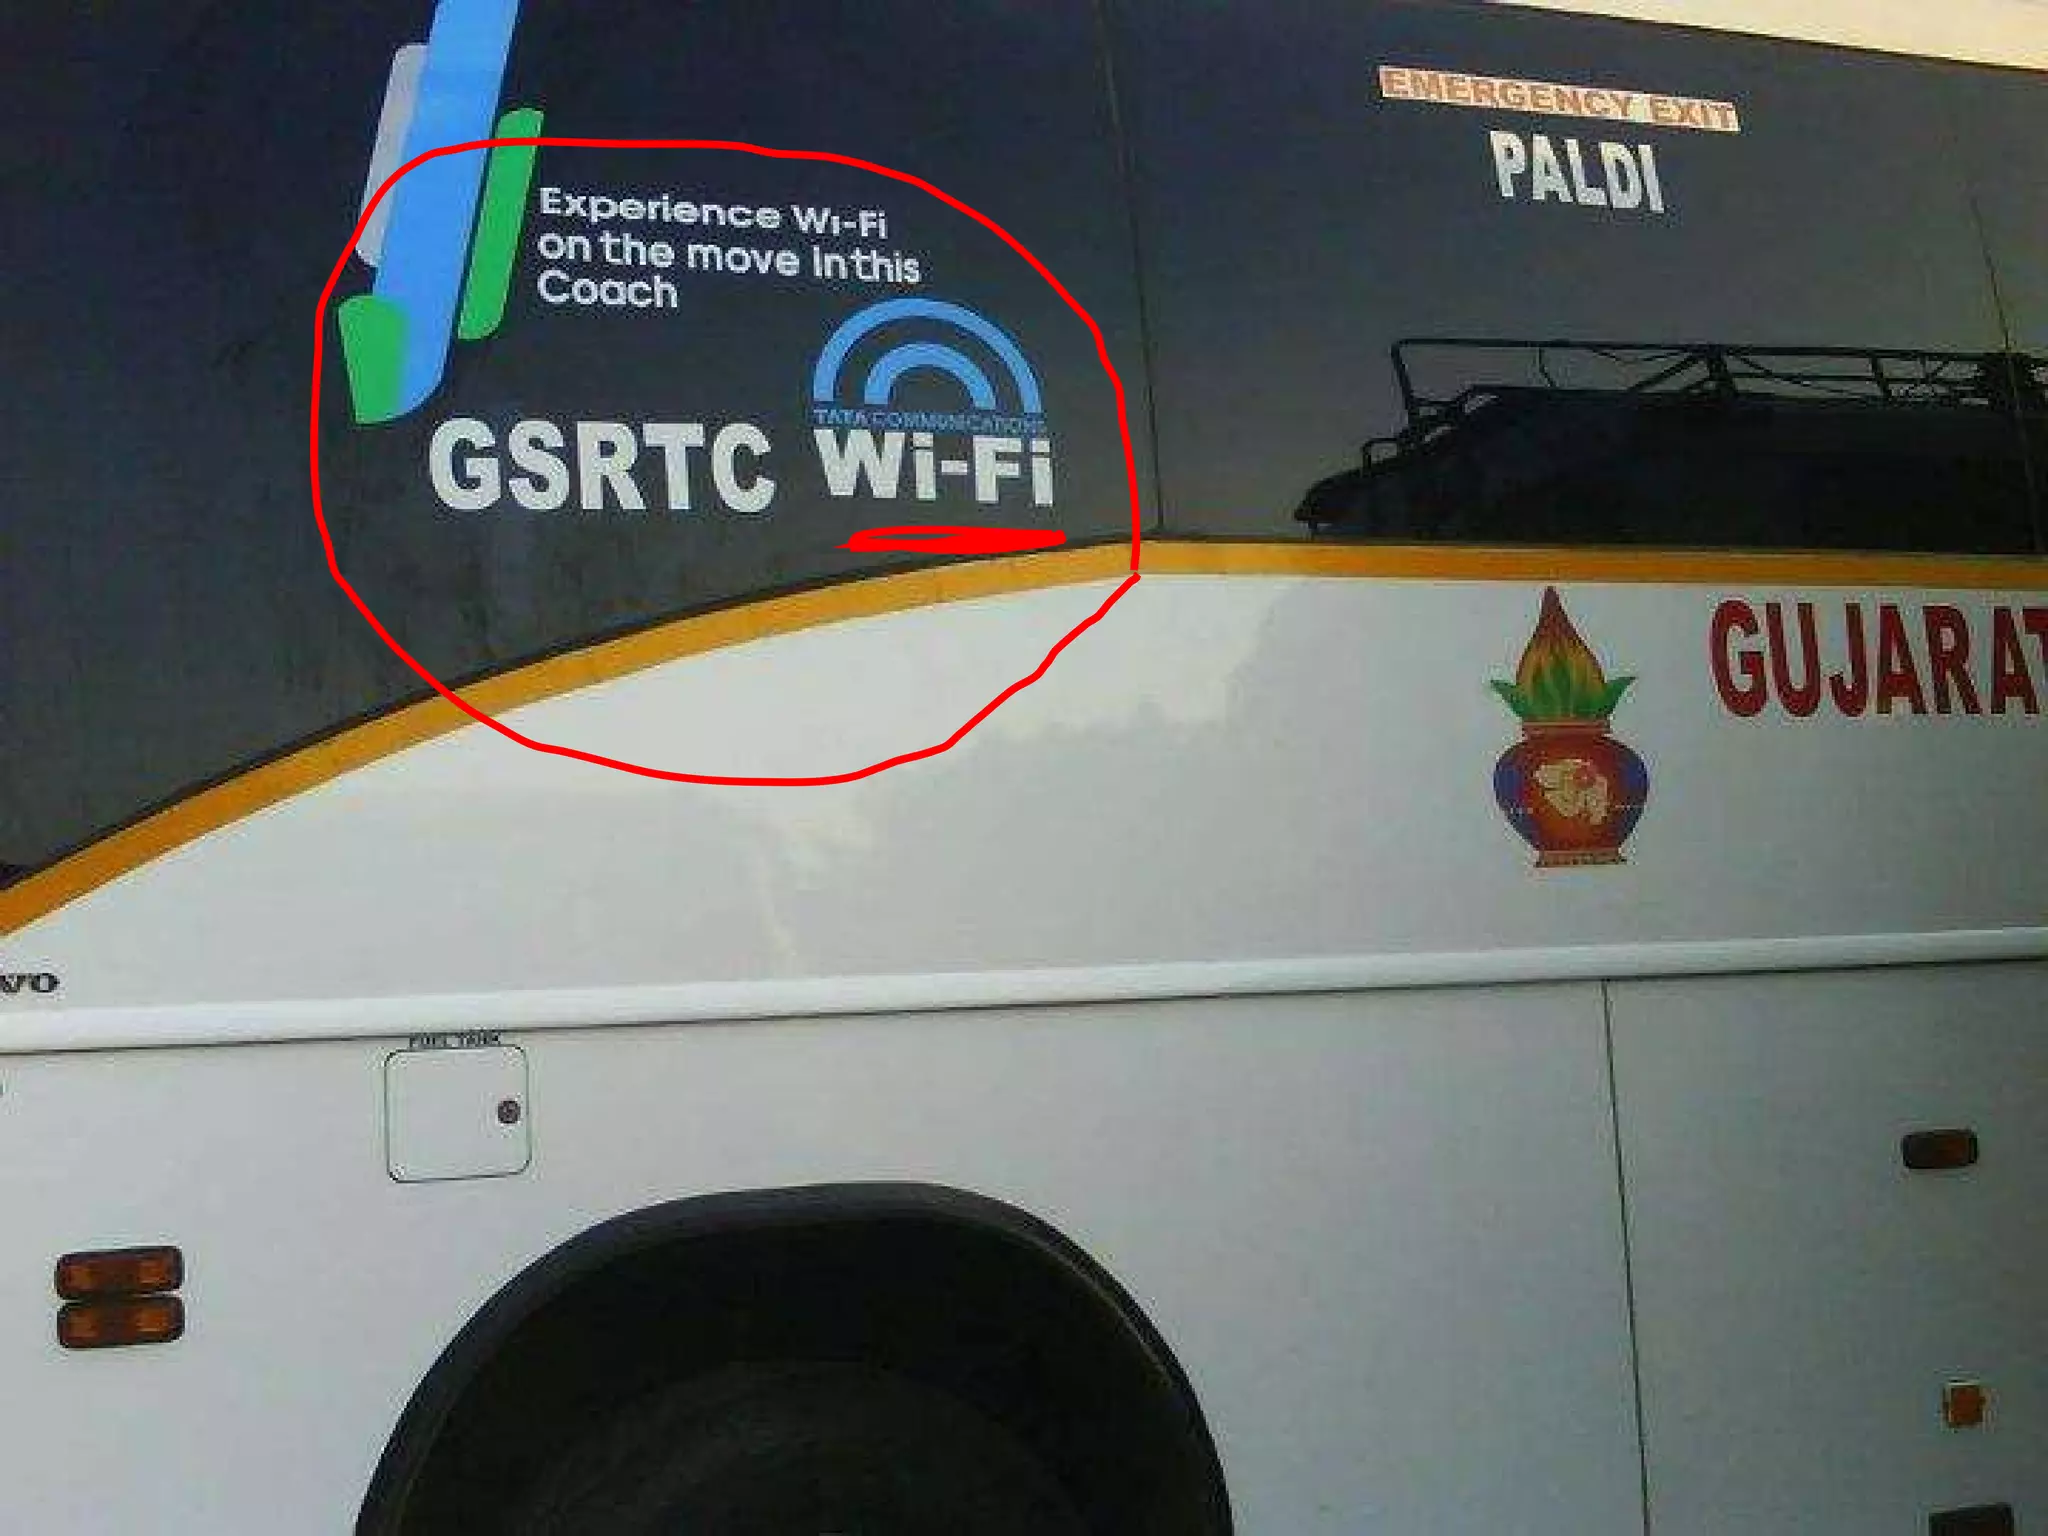 EMERGENCY EXIT
PALDI
Experience Wi-Fi
on the move in this
Coach
TATA COMMUNICATIONS
GSRTC Wi-Fi
GUJARAT
VO
FUEL TANK